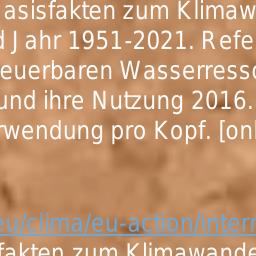 asisfakten zum Klimaw
d Jahr 1951-2021. Refe
euerbaren Wasserresso
und ihre Nutzung 2016.
rwendung pro Kopf. [onl
eu/clima/eu-action/intern
fakten zum Klimawande